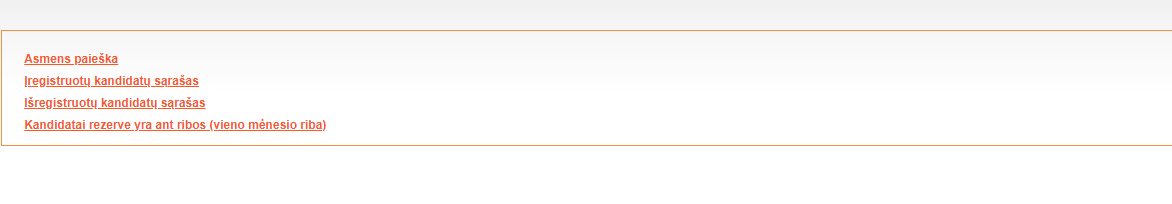 Asmens paieška
Įregistruotų kandidatų sąrašas
Išregistruotų kandidatų sąrašas
Kandidatai rezerve yra ant ribos (vieno mėnesio riba)